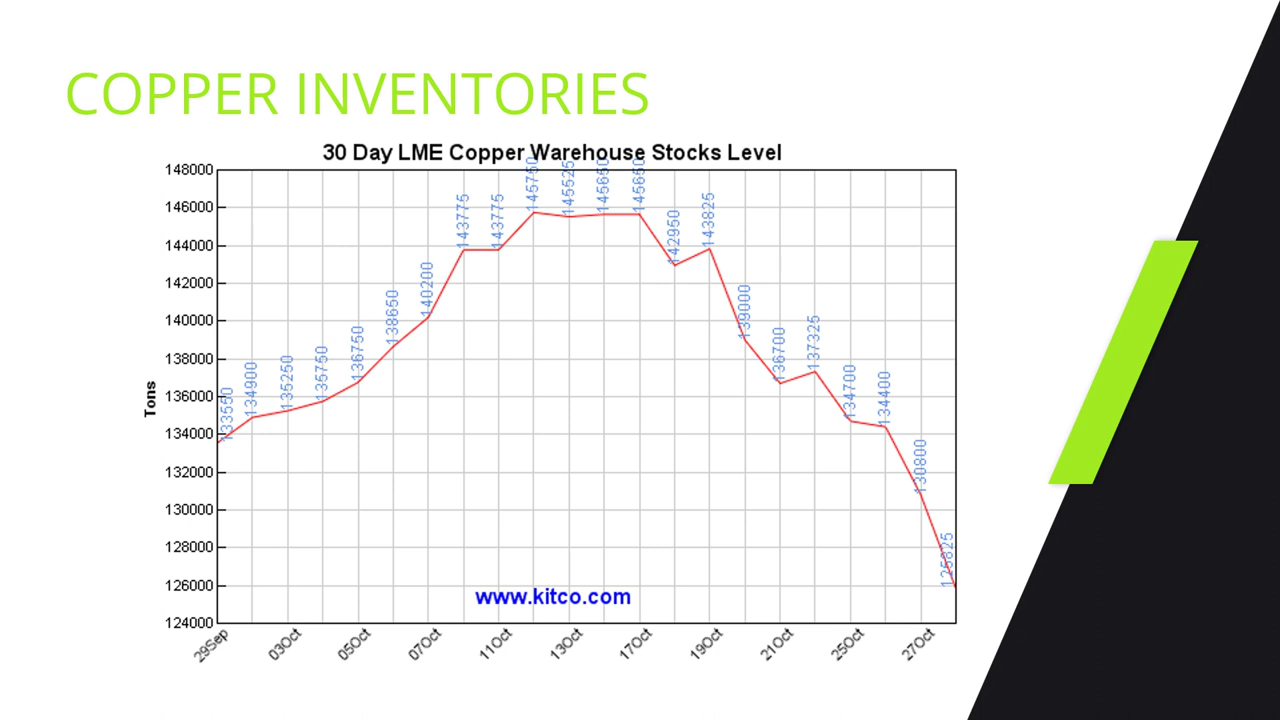 COPPER INVENTORIES
30 Day LME Copper Warehouse Stocks Level
148000
146000
144000
142000
140000
138000
136000
134000
132000
130000
128000
126000
124000
Tons
133550
134900
135250
135750
136750
138650
140200
143775
143775
145750
145525
145650
145650
142950
143825
139000
136700
137325
134700
134400
130800
www.kitco.com
29Sep
03Oct
05Oct
07Oct
11Oct
13Oct
17Oct
19Oct
21Oct
25Oct
27Oct